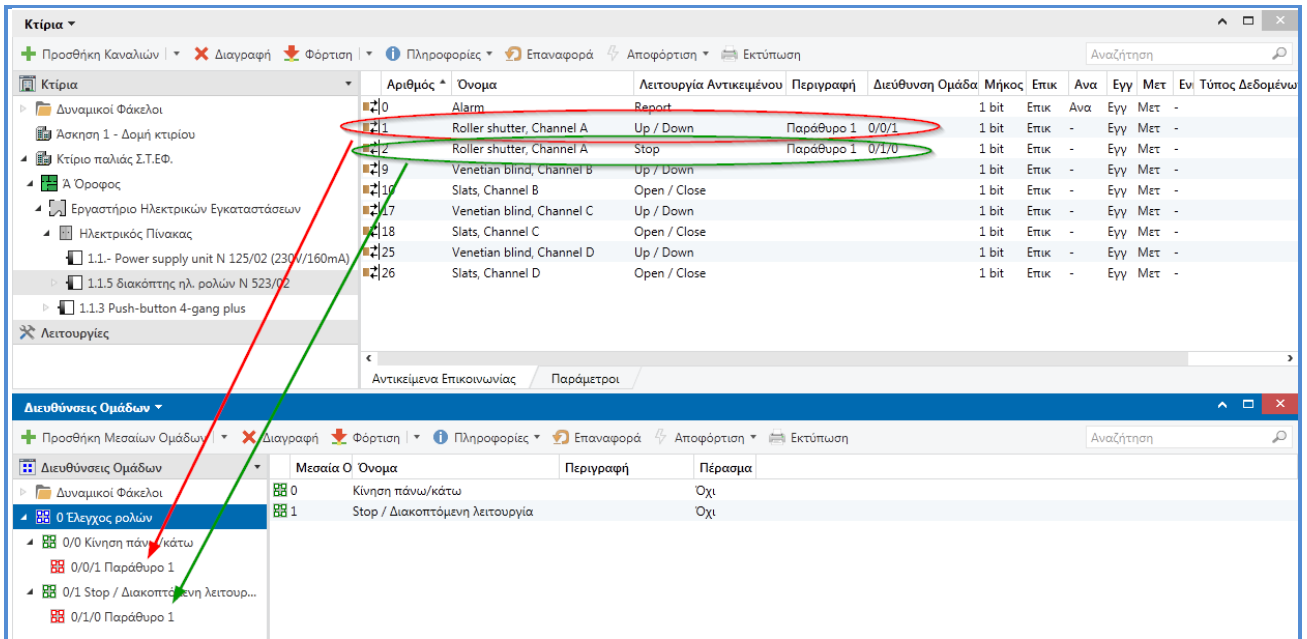 Κτίρια
Προσθήκη Καναλιών Διαγραφή Φόρτιση Πληροφορίες Επαναφορά Αποφόρτιση Εκτύπωση Αναζήτηση
Κτίρια
Δυναμικοί Φάκελοι
Άσκηση 1 - Δομή κτιρίου
Κτίριο παλιάς Σ.Τ.ΕΦ.
Ά Όροφος
Εργαστήριο Ηλεκτρικών Εγκαταστάσεων
Ηλεκτρικός Πίνακας
1.1.- Power supply unit N 125/02 (230V/160mA)
1.1.5 διακόπτης ηλ. ρολών N 523/02
1.1.3 Push-button 4-gang plus
Λειτουργίες
Αριθμός Όνομα Λειτουργία Αντικειμένου Περιγραφή Διεύθυνση Ομάδα Μήκος Επικ Ανα Εγγ Μετ Ενι Τύπος Δεδομένω
0 Alarm Report 1 bit Επικ Ανα Εγγ Μετ -
1 Roller shutter, Channel A Up / Down Παράθυρο 1 0/0/1 1 bit Επικ - Εγγ Μετ -
2 Roller shutter, Channel A Stop Παράθυρο 1 0/1/0 1 bit Επικ - Εγγ Μετ -
9 Venetian blind, Channel B Up / Down 1 bit Επικ - Εγγ Μετ -
10 Slats, Channel B Open / Close 1 bit Επικ - Εγγ Μετ -
17 Venetian blind, Channel C Up / Down 1 bit Επικ - Εγγ Μετ -
18 Slats, Channel C Open / Close 1 bit Επικ - Εγγ Μετ -
25 Venetian blind, Channel D Up / Down 1 bit Επικ - Εγγ Μετ -
26 Slats, Channel D Open / Close 1 bit Επικ - Εγγ Μετ -
Αντικείμενα Επικοινωνίας Παράμετροι
Διευθύνσεις Ομάδων
Προσθήκη Μεσαίων Ομάδων Διαγραφή Φόρτιση Πληροφορίες Επαναφορά Αποφόρτιση Εκτύπωση Αναζήτηση
Διευθύνσεις Ομάδων
Δυναμικοί Φάκελοι
0 Έλεγχος ρολών
0/0 Κίνηση πάνω/κάτω
0/0/1 Παράθυρο 1
0/1 Stop / Διακοπτόμενη λειτουρ...
0/1/0 Παράθυρο 1
Μεσαία Ο Όνομα Περιγραφή Πέρασμα
0 Κίνηση πάνω/κάτω Όχι
1 Stop / Διακοπτόμενη λειτουργία Όχι